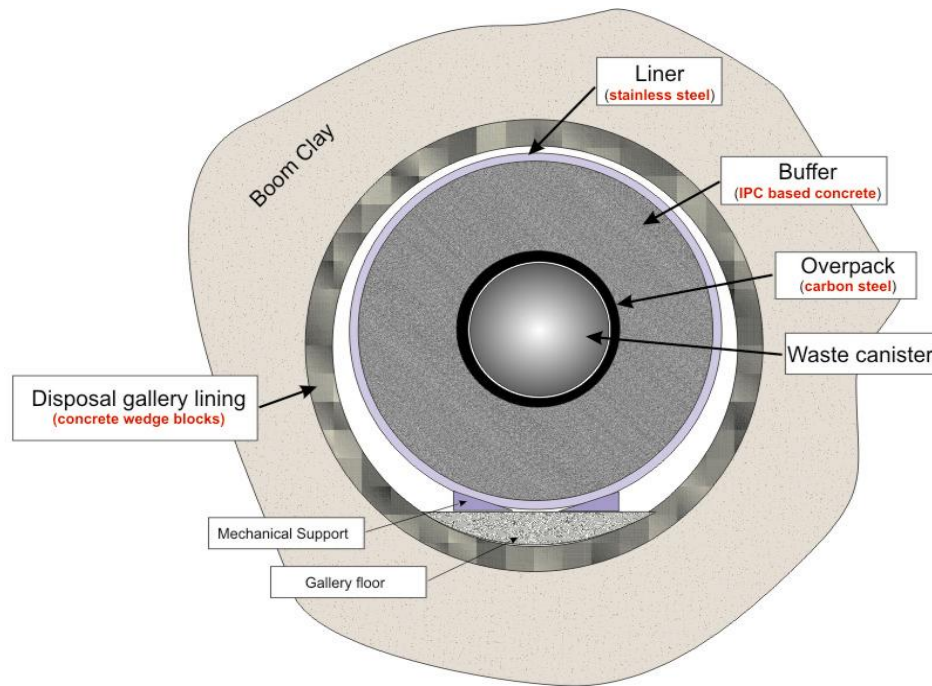 Liner
(stainless steel)
Boom Clay
Buffer
(IPC based concrete)
Overpack
(carbon steel)
Waste canister
Disposal gallery lining
(concrete wedge blocks)
Mechanical Support
Gallery floor